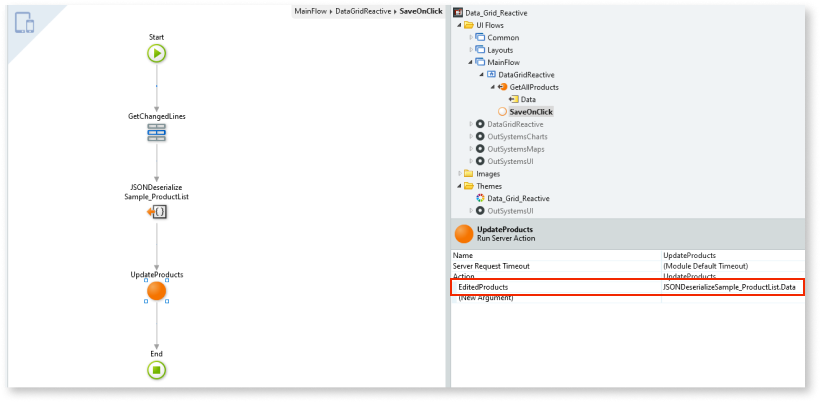 MainFlow ▸ DataGridReactive ▸ SaveOnClick
Start
GetChangedLines
JSONDeserialize
Sample_ProductList
UpdateProducts
End
Data_Grid_Reactive
UI Flows
Common
Layouts
MainFlow
DataGridReactive
GetAllProducts
Data
SaveOnClick
DataGridReactive
OutSystemsCharts
OutSystemsMaps
OutSystemsUI
Images
Themes
Data_Grid_Reactive
OutSystemsUI
UpdateProducts
Run Server Action
Name UpdateProducts
Server Request Timeout (Module Default Timeout)
Action UpdateProducts
EditedProducts JSONDeserializeSample_ProductList.Data
(New Argument)